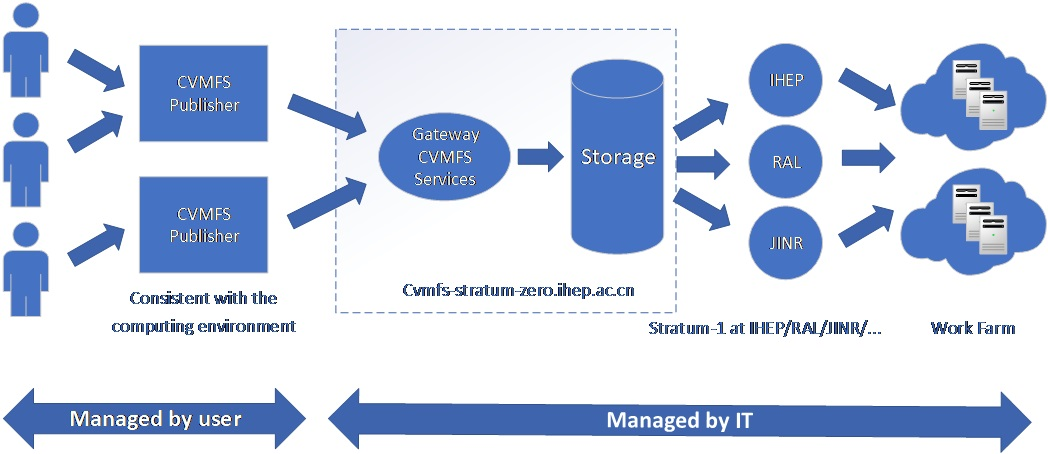 CVMFS
Publisher
CVMFS
Publisher
Consistent with the
computing environment
Gateway
CVMFS
Services
Storage
Cvmfs-stratum-zero.ihep.ac.cn
IHEP
RAL
JINR
Stratum-1 at IHEP/RAL/JINR/...
Work Farm
Managed by user
Managed by IT